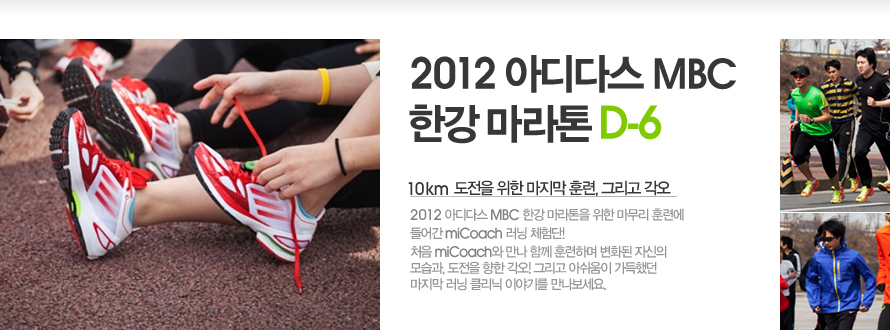 2012 아디다스 MBC
한강 마라톤 D-6
10km 도전을 위한 마지막 훈련, 그리고 각오
2012 아디다스 MBC 한강 마라톤을 위한 마무리 훈련에
들어간 miCoach 러닝 체험단!
처음 miCoach와 만나 함께 훈련하며 변화된 자신의
모습과, 도전을 향한 각오! 그리고 아쉬움이 가득했던
마지막 러닝 클리닉 이야기를 만나보세요.